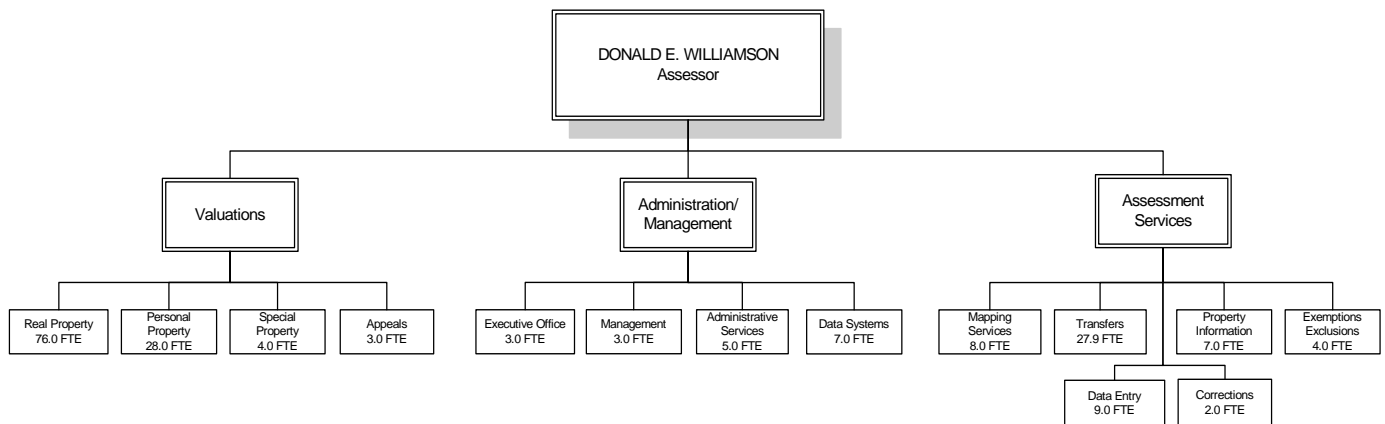 DONALD E. WILLIAMSON
Assessor
Valuations
Administration/
Management
Assessment
Services
Real Property
76.0 FTE
Personal
Property
28.0 FTE
Special
Property
4.0 FTE
Appeals
3.0 FTE
Executive Office
3.0 FTE
Management
3.0 FTE
Administrative
Services
5.0 FTE
Data Systems
7.0 FTE
Mapping
Services
8.0 FTE
Transfers
27.9 FTE
Property
Information
7.0 FTE
Exemptions
Exclusions
4.0 FTE
Data Entry
9.0 FTE
Corrections
2.0 FTE